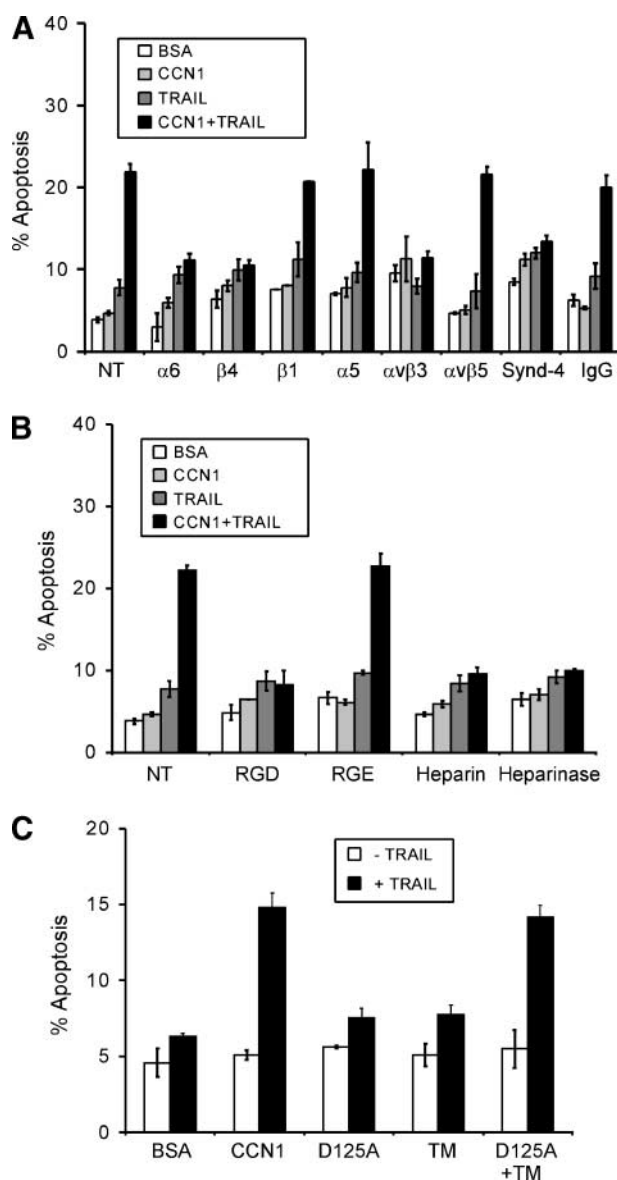 A
BSA
CCN1
TRAIL
CCN1+TRAIL
40
30
20
10
0
% Apoptosis
NT α6 β4 β1 α5 αvβ3 αvβ5 Synd-4 IgG
B
BSA
CCN1
TRAIL
CCN1+TRAIL
40
30
20
10
0
% Apoptosis
NT RGD RGE Heparin Heparinase
C
- TRAIL
+ TRAIL
20
15
10
5
0
% Apoptosis
BSA CCN1 D125A TM D125A
+TM